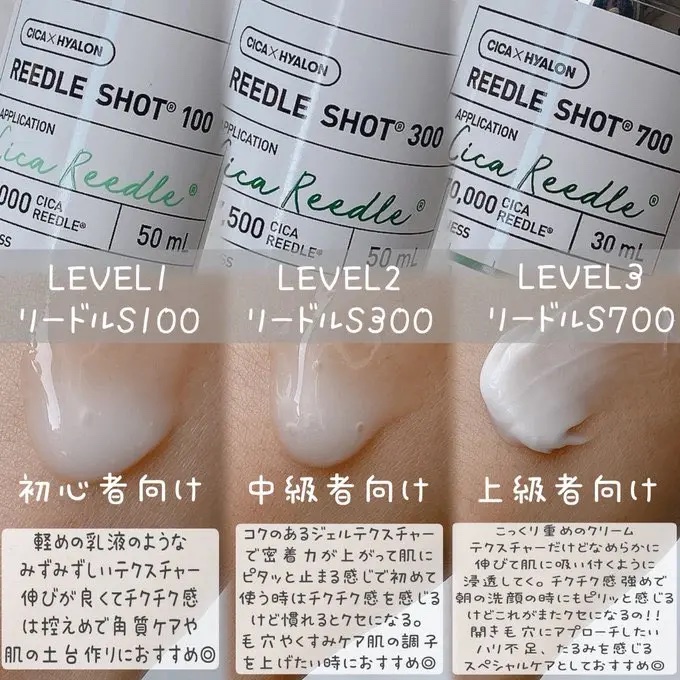 CICA×HYALON
REEDLE SHOT® 100
APPLICATION
Cica Reedle®
000 CICA REEDLE®
50 mL
ESS
CICA×HYALON
REEDLE SHOT® 300
APPLICATION
Cica Reedle®
,500 CICA REEDLE®
50 mL
ESS
CICA×HYALON
REEDLE SHOT® 700
APPLICATION
Cica Reedle®
0,000 CICA REEDLE®
30 mL
NESS
LEVEL1
リードルS100
LEVEL2
リードルS300
LEVEL3
リードルS700
初心者向け
中級者向け
上級者向け
軽めの乳液のような
みずみずしいテクスチャー
伸びが良くてチクチク感
は控えめで角質ケアや
肌の土台作りにおすすめ◎
コクのあるジェルテクスチャー
で密着力が上がって肌に
ピタッと止まる感じで初めて
使う時はチクチク感を感じる
けど慣れるとクセになる。
毛穴やくすみケア肌の調子
を上げたい時におすすめ◎
こっくり重めのクリーム
テクスチャーだけどなめらかに
伸びて肌に吸い付くように
浸透してく。チクチク感強めで
朝の洗顔の時にもピリッと感じる
けどこれがまたクセになるの!!
開き毛穴にアプローチしたい
ハリ不足、たるみを感じる
スペシャルケアとしておすすめ◎